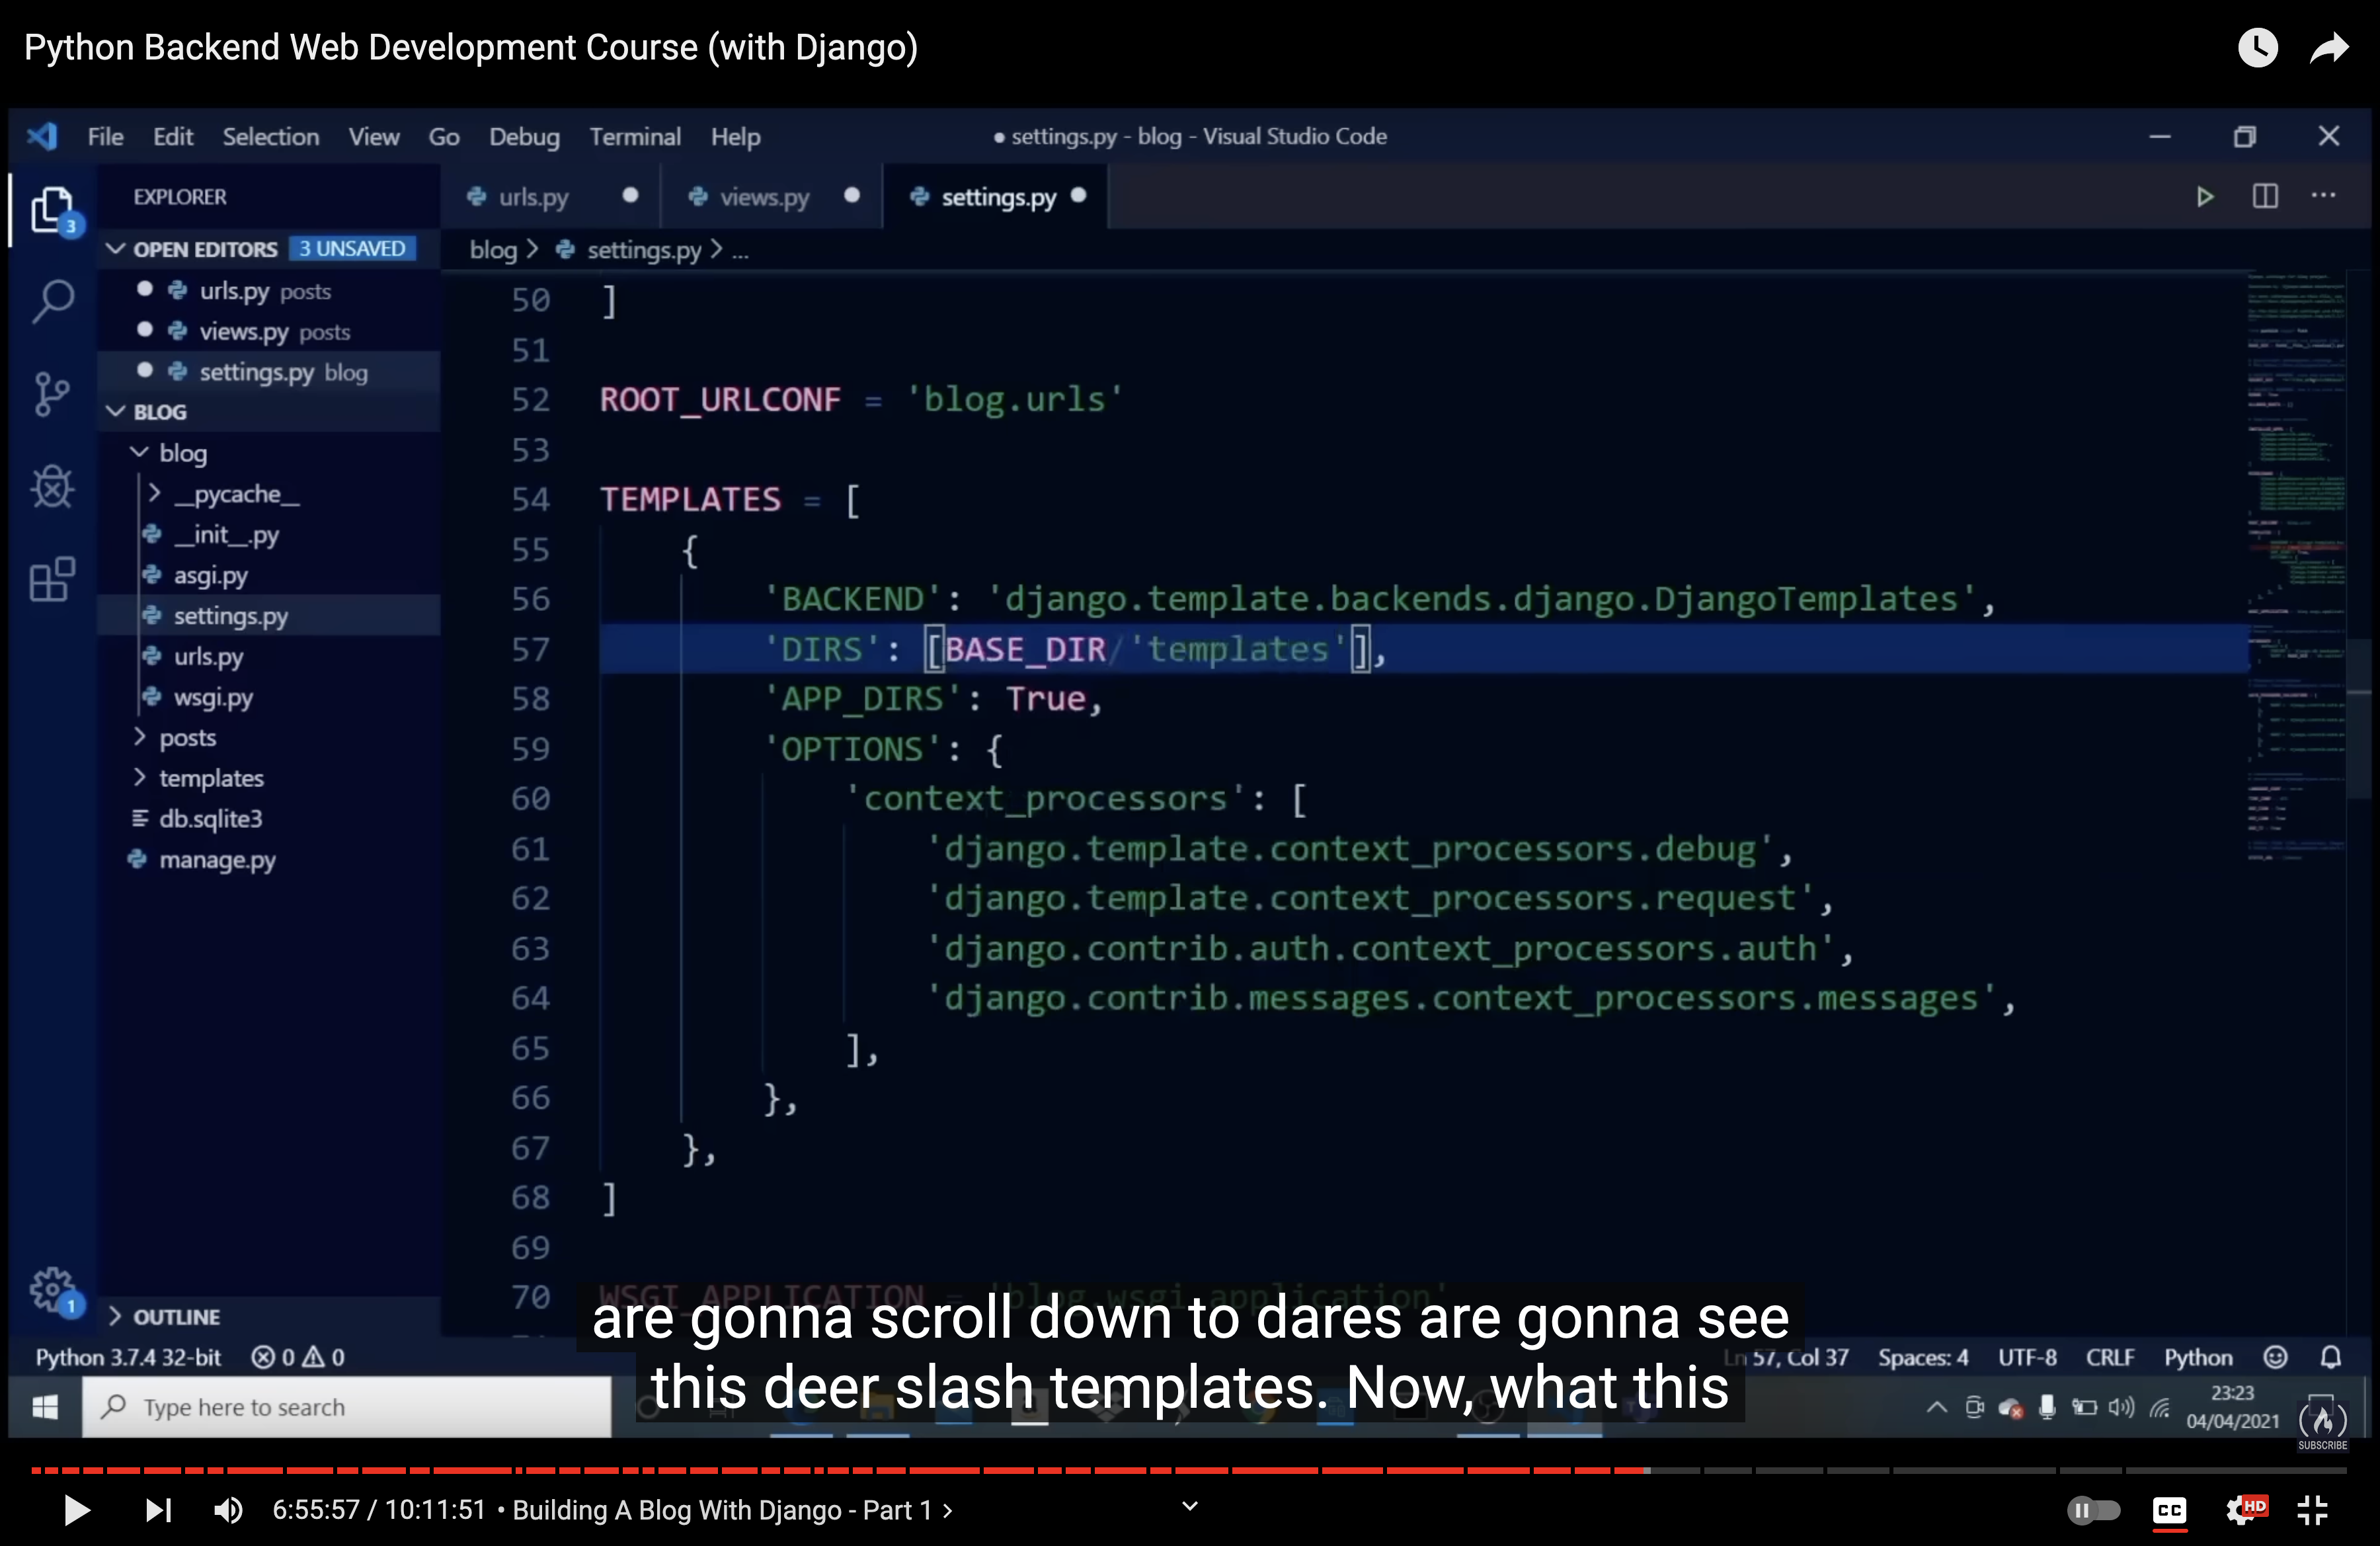 Python Backend Web Development Course (with Django)
File Edit Selection View Go Debug Terminal Help
● settings.py - blog - Visual Studio Code
EXPLORER
urls.py
views.py
settings.py
3
OPEN EDITORS 3 UNSAVED
blog > settings.py > ...
urls.py posts
views.py posts
settings.py blog
BLOG
blog
__pycache__
__init__.py
asgi.py
settings.py
urls.py
wsgi.py
posts
templates
db.sqlite3
manage.py
OUTLINE
1
50 ]
51
52 ROOT_URLCONF = 'blog.urls'
53
54 TEMPLATES = [
55 {
56 'BACKEND': 'django.template.backends.django.DjangoTemplates',
57 'DIRS': [BASE_DIR/'templates'],
58 'APP_DIRS': True,
59 'OPTIONS': {
60 'context_processors': [
61 'django.template.context_processors.debug',
62 'django.template.context_processors.request',
63 'django.contrib.auth.context_processors.auth',
64 'django.contrib.messages.context_processors.messages',
65 ],
66 },
67 },
68 ]
69
70 WSGI_APPLICATION = 'blog.wsgi.application'
are gonna scroll down to dares are gonna see
this deer slash templates. Now, what this
Python 3.7.4 32-bit 0 0
Ln 57, Col 37 Spaces: 4 UTF-8 CRLF Python
Type here to search
23:23
04/04/2021
SUBSCRIBE
6:55:57 / 10:11:51 • Building A Blog With Django - Part 1 >
CC
HD